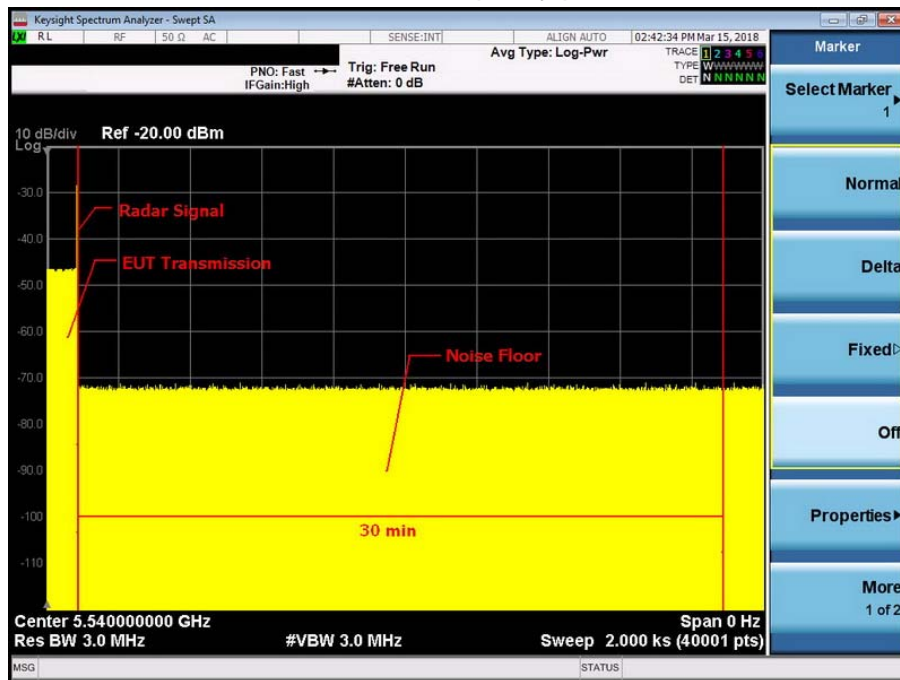 Keysight Spectrum Analyzer - Swept SA
LXI RL RF 50 Ω AC SENSE:INT ALIGN AUTO 02:42:34 PM Mar 15, 2018
PNO: Fast IFGain:High Trig: Free Run #Atten: 0 dB Avg Type: Log-Pwr TRACE 1 2 3 4 5 6
TYPE W
DET N N N N N N
10 dB/div Ref -20.00 dBm
Log
-30.0
-40.0
-50.0
-60.0
-70.0
-80.0
-90.0
-100
-110
Radar Signal
EUT Transmission
Noise Floor
30 min
Center 5.540000000 GHz Span 0 Hz
Res BW 3.0 MHz #VBW 3.0 MHz Sweep 2.000 ks (40001 pts)
MSG STATUS
Marker
Select Marker
1
Normal
Delta
Fixed
Off
Properties
More
1 of 2